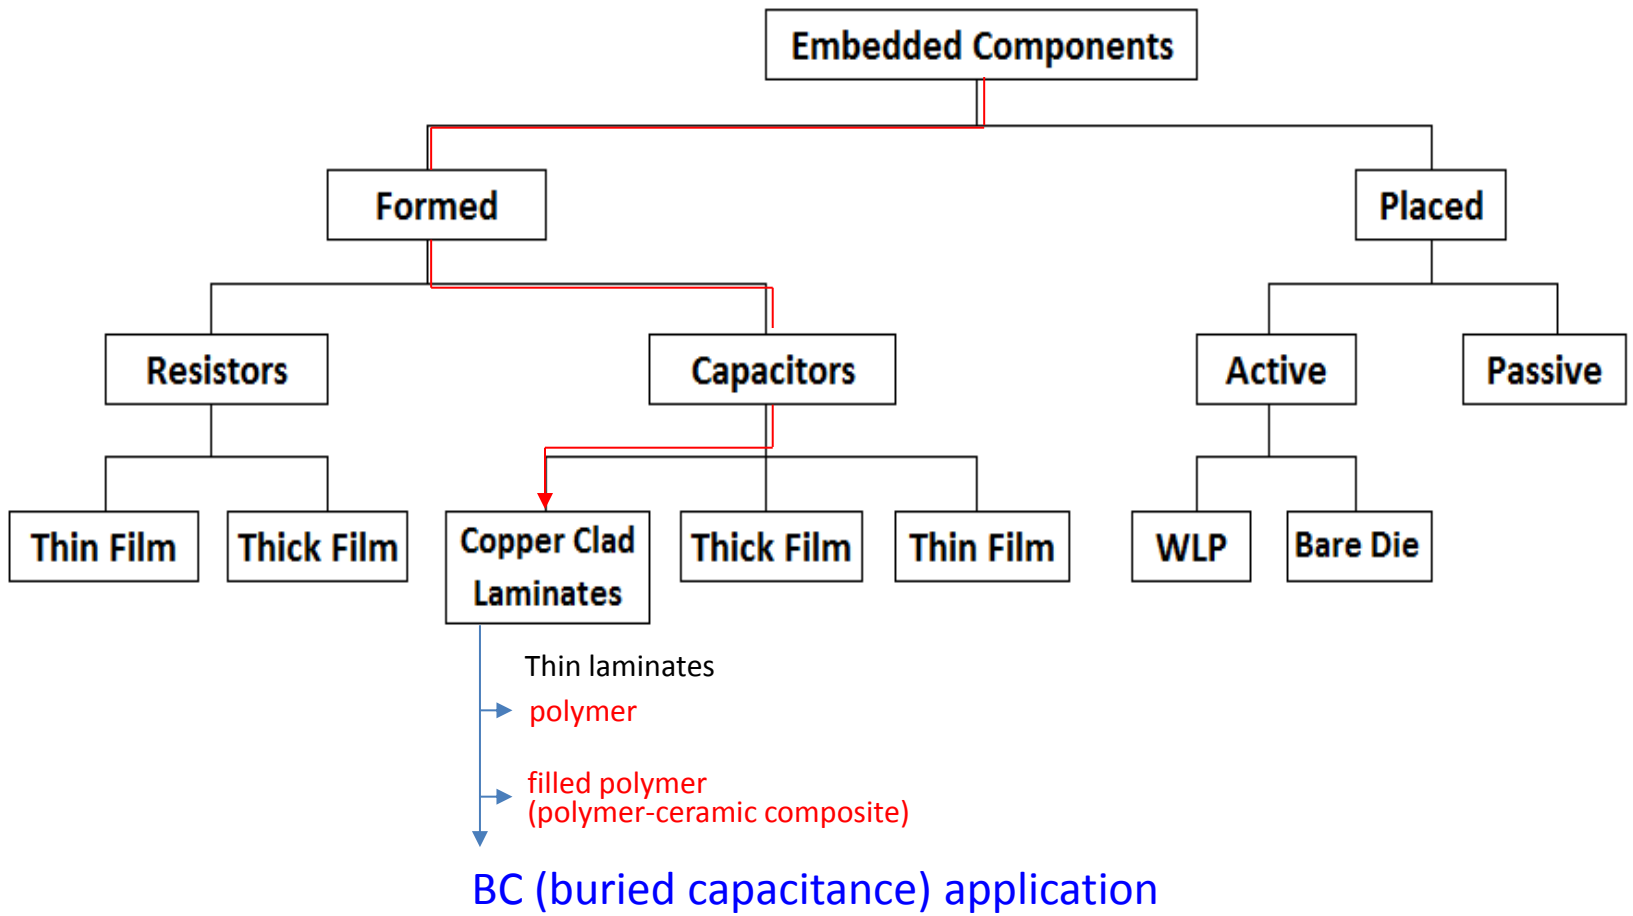 Embedded Components
Formed
Placed
Resistors
Capacitors
Active
Passive
Thin Film
Thick Film
Copper Clad
Laminates
Thick Film
Thin Film
WLP
Bare Die
Thin laminates
polymer
filled polymer
(polymer-ceramic composite)
BC (buried capacitance) application